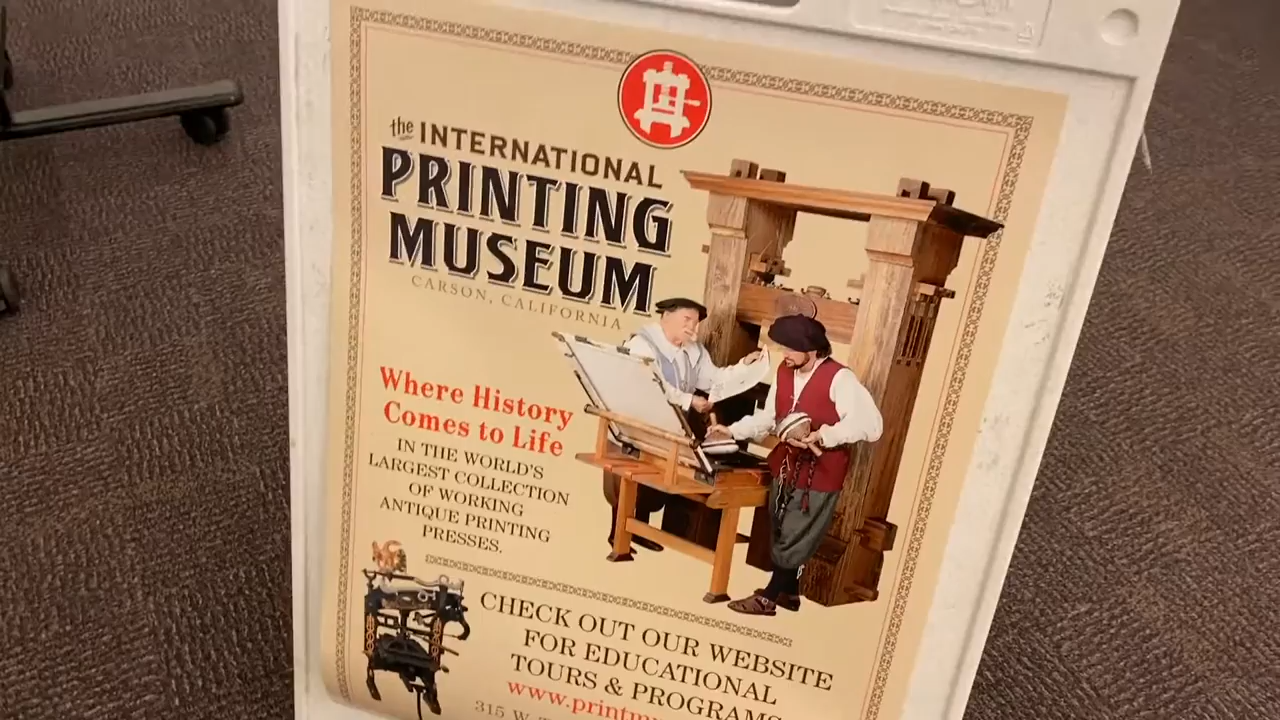 the INTERNATIONAL
PRINTING
MUSEUM
CARSON, CALIFORNIA
Where History
Comes to Life
IN THE WORLD'S
LARGEST COLLECTION
OF WORKING
ANTIQUE PRINTING
PRESSES.
CHECK OUT OUR WEBSITE
FOR EDUCATIONAL
TOURS & PROGRAMS
315 W.